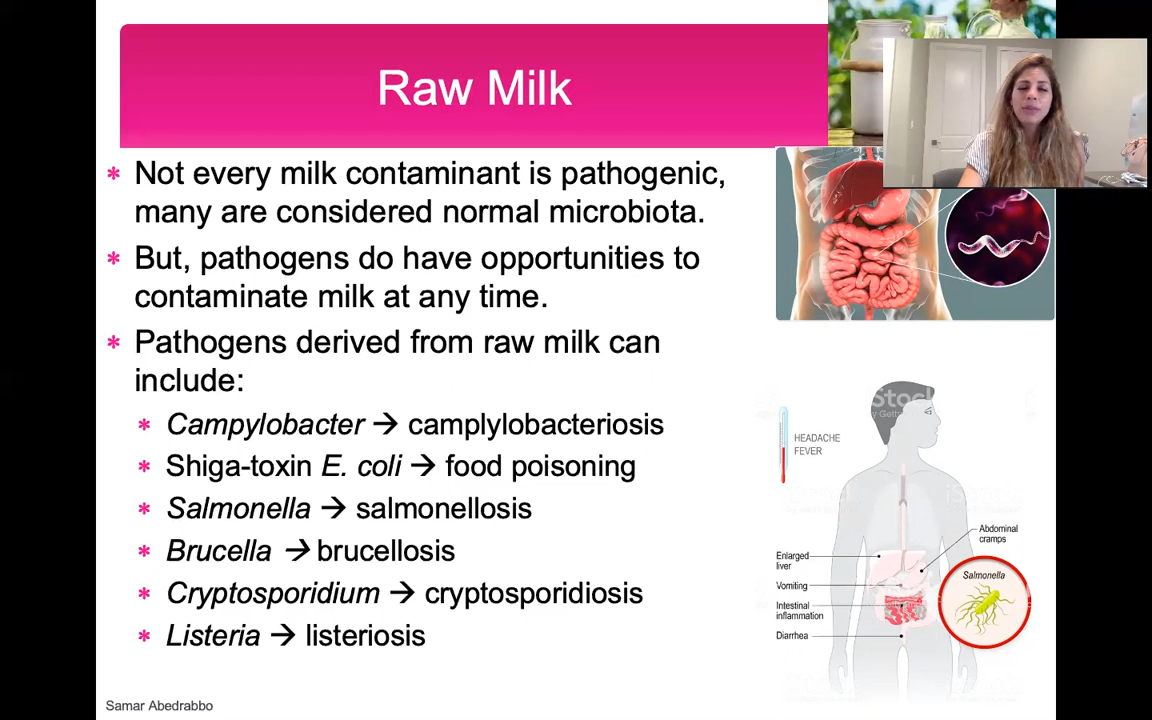 Raw Milk
* Not every milk contaminant is pathogenic,
many are considered normal microbiota.
* But, pathogens do have opportunities to
contaminate milk at any time.
* Pathogens derived from raw milk can
include:
* Campylobacter → camplylobacteriosis
* Shiga-toxin E. coli → food poisoning
* Salmonella → salmonellosis
* Brucella → brucellosis
* Cryptosporidium → cryptosporidiosis
* Listeria → listeriosis
HEADACHE
FEVER
Abdominal
cramps
Enlarged
liver
Vomiting
Intestinal
inflammation
Diarrhea
Salmonella
Samar Abedrabbo